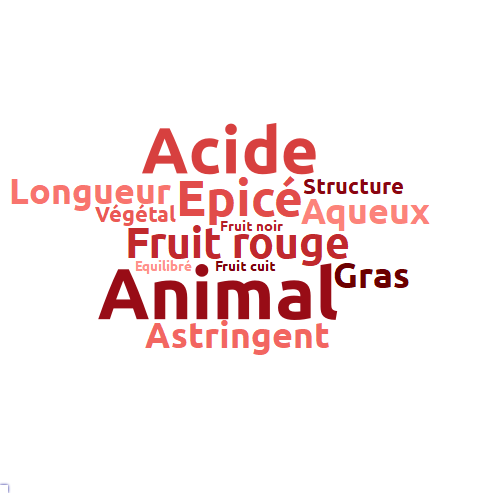 Acide
Longueur
Epicé
Structure
Végétal
Aqueux
Fruit noir
Fruit rouge
Equilibré
Fruit cuit
Gras
Animal
Astringent